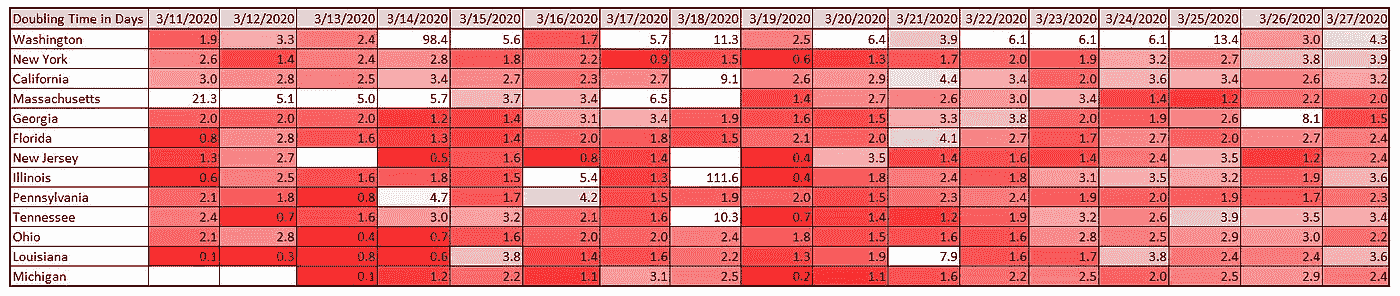 Doubling Time in Days 3/11/2020 3/12/2020 3/13/2020 3/14/2020 3/15/2020 3/16/2020 3/17/2020 3/18/2020 3/19/2020 3/20/2020 3/21/2020 3/22/2020 3/23/2020 3/24/2020 3/25/2020 3/26/2020 3/27/2020
Washington 1.9 3.3 2.4 98.4 5.6 1.7 5.7 11.3 2.5 6.4 3.9 6.1 6.1 6.1 13.4 3.0 4.3
New York 2.6 1.4 2.4 2.8 1.8 2.2 0.9 1.5 0.6 1.3 1.7 2.0 1.9 3.2 2.7 3.8 3.9
California 3.0 2.8 2.5 3.4 2.7 2.3 2.7 9.1 2.6 2.9 4.4 3.4 2.0 3.6 3.4 2.6 3.2
Massachusetts 21.3 5.1 5.0 5.7 3.7 3.4 6.5 1.4 2.7 2.6 3.0 3.4 1.4 1.2 2.2 2.0
Georgia 2.0 2.0 2.0 1.2 1.4 3.1 3.4 1.9 1.6 1.5 3.3 3.8 2.0 1.9 2.6 8.1 1.5
Florida 0.8 2.8 1.6 1.3 1.4 2.0 1.8 1.5 2.1 2.0 4.1 2.7 1.7 2.7 2.0 2.7 2.4
New Jersey 1.3 2.7 0.5 1.6 0.8 1.4 0.4 3.5 1.4 1.6 1.4 2.4 3.5 1.2 2.4
Illinois 0.6 2.5 1.6 1.8 1.5 5.4 1.3 111.6 0.4 1.8 2.4 1.8 3.1 3.5 3.2 1.9 3.6
Pennsylvania 2.1 1.8 0.8 4.7 1.7 4.2 1.5 1.9 2.0 1.5 2.3 2.4 1.9 2.0 1.9 1.7 2.3
Tennessee 2.4 0.7 1.6 3.0 3.2 2.1 1.6 10.3 0.7 1.4 1.2 1.9 3.2 2.6 3.9 3.5 3.4
Ohio 2.1 2.8 0.4 0.7 1.6 2.0 2.0 2.4 1.8 1.5 1.6 1.6 2.8 2.5 2.9 3.0 2.2
Louisiana 0.1 0.3 0.8 0.6 3.8 1.4 1.6 2.2 1.3 1.9 7.9 1.6 1.7 3.8 2.4 2.4 3.6
Michigan 0.1 1.2 2.2 1.1 3.1 2.5 0.2 1.1 1.6 2.2 2.5 2.0 2.5 2.9 2.4